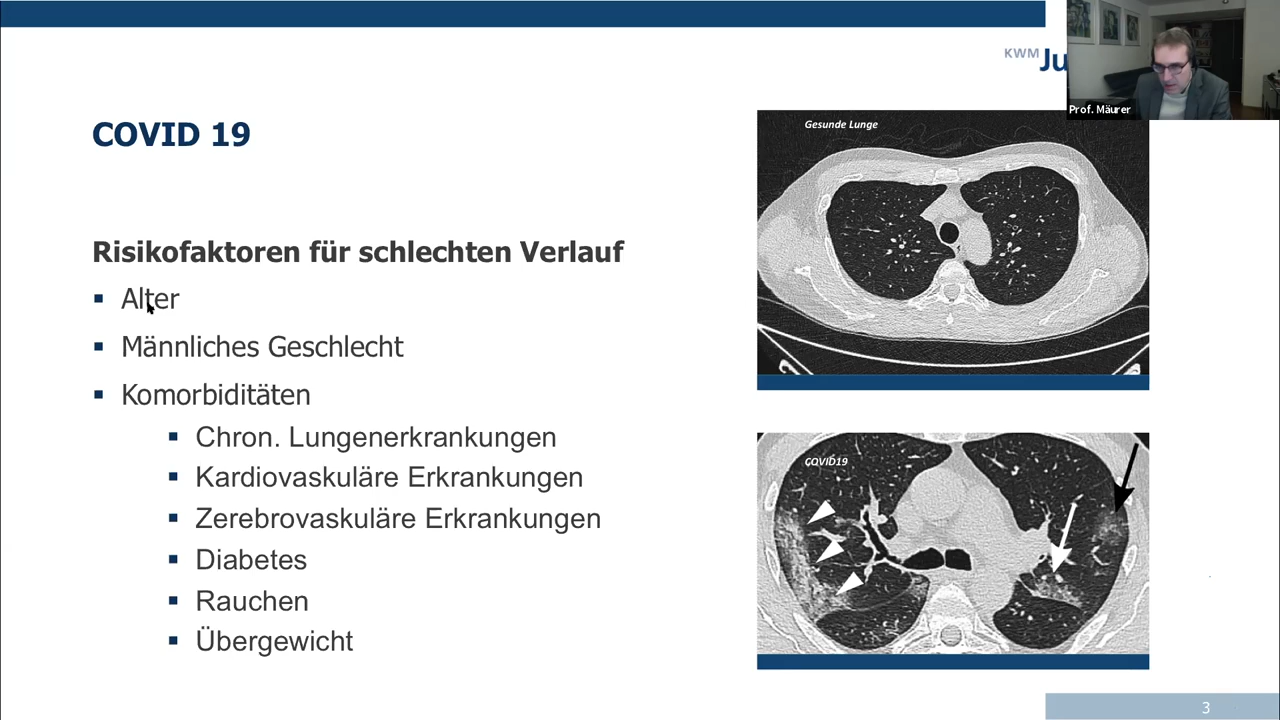 KWM Ju
Prof. Mäurer
COVID 19
Gesunde Lunge
Risikofaktoren für schlechten Verlauf
Alter
Männliches Geschlecht
Komorbiditäten
Chron. Lungenerkrankungen
Kardiovaskuläre Erkrankungen
Zerebrovaskuläre Erkrankungen
Diabetes
Rauchen
Übergewicht
COVID19
3